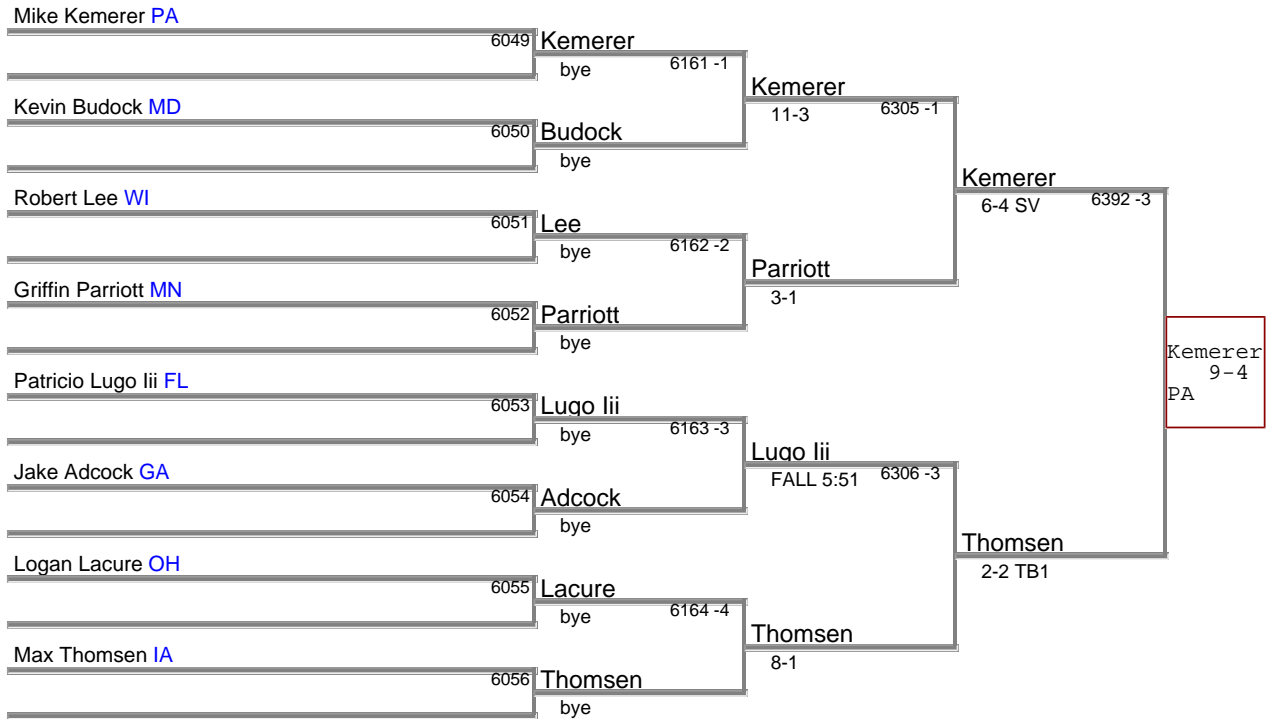 Mike Kemerer PA
6049 Kemerer
bye 6161 -1
Kemerer
11-3 6305 -1
Kevin Budock MD
6050 Budock
bye
Kemerer
6-4 SV 6392 -3
Robert Lee WI
6051 Lee
bye 6162 -2
Parriott
3-1
Griffin Parriott MN
6052 Parriott
bye
Kemerer
9-4
PA
Patricio Lugo Iii FL
6053 Lugo Iii
bye 6163 -3
Lugo Iii
FALL 5:51 6306 -3
Jake Adcock GA
6054 Adcock
bye
Thomsen
2-2 TB1
Logan Lacure OH
6055 Lacure
bye 6164 -4
Thomsen
8-1
Max Thomsen IA
6056 Thomsen
bye